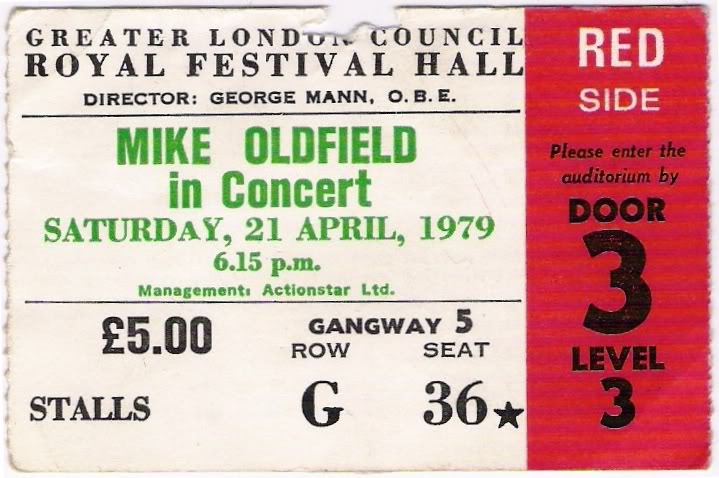 GREATER LONDON COUNCIL
ROYAL FESTIVAL HALL
DIRECTOR: GEORGE MANN, O.B.E.
MIKE OLDFIELD
in Concert
SATURDAY, 21 APRIL, 1979
6.15 p.m.
Management: Actionstar Ltd.
£5.00
GANGWAY 5
ROW SEAT
STALLS G 36★
RED
SIDE
Please enter the
auditorium by
DOOR
3
LEVEL
3